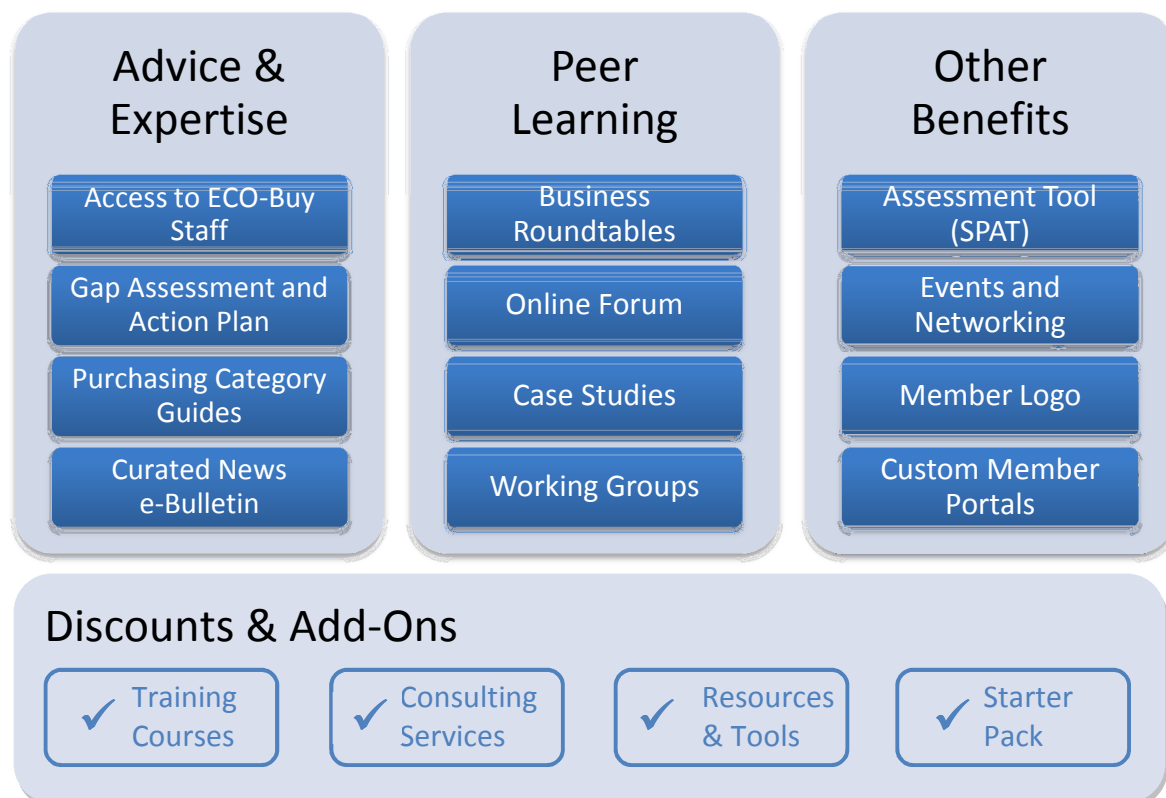 Advice &
Expertise
Access to ECO-Buy
Staff
Gap Assessment and
Action Plan
Purchasing Category
Guides
Curated News
e-Bulletin
Peer
Learning
Business
Roundtables
Online Forum
Case Studies
Working Groups
Other
Benefits
Assessment Tool
(SPAT)
Events and
Networking
Member Logo
Custom Member
Portals
Discounts & Add-Ons
Training
Courses
Consulting
Services
Resources
& Tools
Starter
Pack